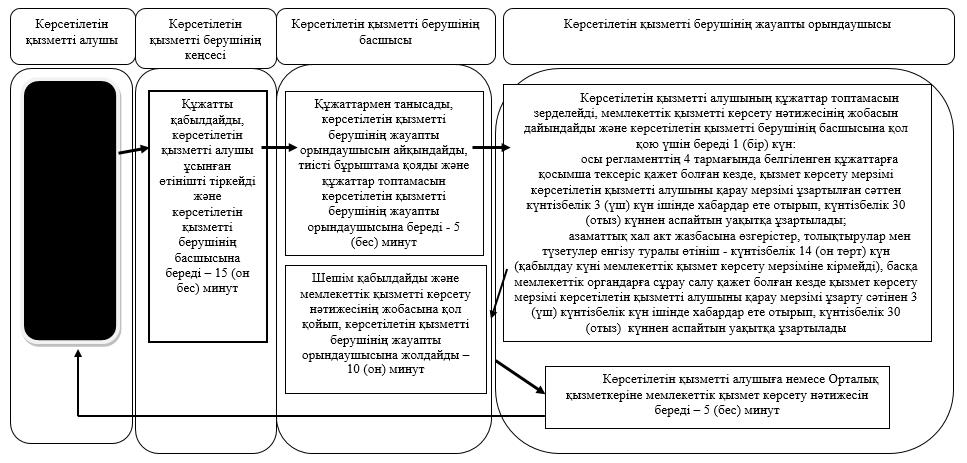 Көрсетілетін
қызметті алушы
Көрсетілетін
қызметті берушінің
кеңсесі
Көрсетілетін қызметті берушінің
басшысы
Көрсетілетін қызметті берушінің жауапты орындаушысы
Құжатты
қабылдайды,
көрсетілетін
қызметті алушы
ұсынған
өтінішті тіркейді
және
көрсетілетін
қызметті
берушінің
басшысына
береді – 15 (он
бес) минут
Құжаттармен танысады,
көрсетілетін қызметті
берушінің жауапты
орындаушысын айқындайды,
тиісті бұрыштама қояды және
құжаттар топтамасын
көрсетілетін қызметті
берушінің жауапты
орындаушысына береді - 5
(бес) минут
Шешім қабылдайды және
мемлекеттік қызметті көрсету
нәтижесінің жобасына қол
қойып, көрсетілетін қызметті
берушінің жауапты
орындаушысына жолдайды –
10 (он) минут
Көрсетілетін қызметті алушының құжаттар топтамасын
зерделейді, мемлекеттік қызметті көрсету нәтижесінің жобасын
дайындайды және көрсетілетін қызметті берушінің басшысына қол
қою үшін береді 1 (бір) күн:
осы регламенттің 4 тармағында белгіленген құжаттарға
қосымша тексеріс қажет болған кезде, қызмет көрсету мерзімі
көрсетілетін қызметті алушыны қарау мерзімі ұзартылған сәттен
күнтізбелік 3 (үш) күн ішінде хабардар ете отырып, күнтізбелік 30
(отыз) күннен аспайтын уақытқа ұзартылады;
азаматтық хал акт жазбасына өзгерістер, толықтырулар мен
түзетулер енгізу туралы өтініш - күнтізбелік 14 (он төрт) күн
(қабылдау күні мемлекеттік қызмет көрсету мерзіміне кірмейді), басқа
мемлекеттік органдарға сұрау салу қажет болған кезде қызмет көрсету
мерзімі көрсетілетін қызметті алушыны қарау мерзімі ұзарту сәтінен 3
(үш) күнтізбелік күн ішінде хабардар ете отырып, күнтізбелік 30
(отыз) күннен аспайтын уақытқа ұзартылады
Көрсетілетін қызметті алушыға немесе Орталық
қызметкеріне мемлекеттік қызмет көрсету нәтижесін
береді – 5 (бес) минут